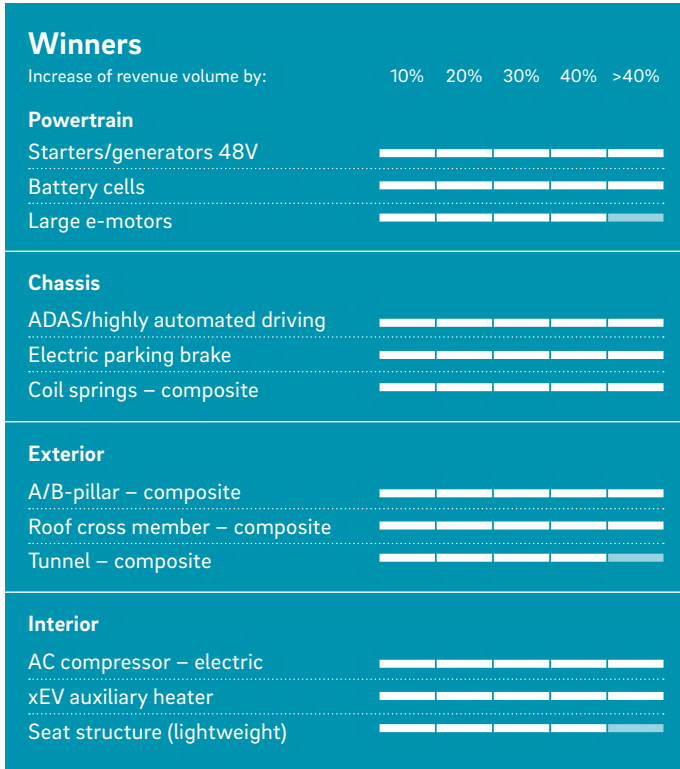 Winners
Increase of revenue volume by: 10% 20% 30% 40% >40%
Powertrain
Starters/generators 48V
Battery cells
Large e-motors
Chassis
ADAS/highly automated driving
Electric parking brake
Coil springs – composite
Exterior
A/B-pillar – composite
Roof cross member – composite
Tunnel – composite
Interior
AC compressor – electric
xEV auxiliary heater
Seat structure (lightweight)